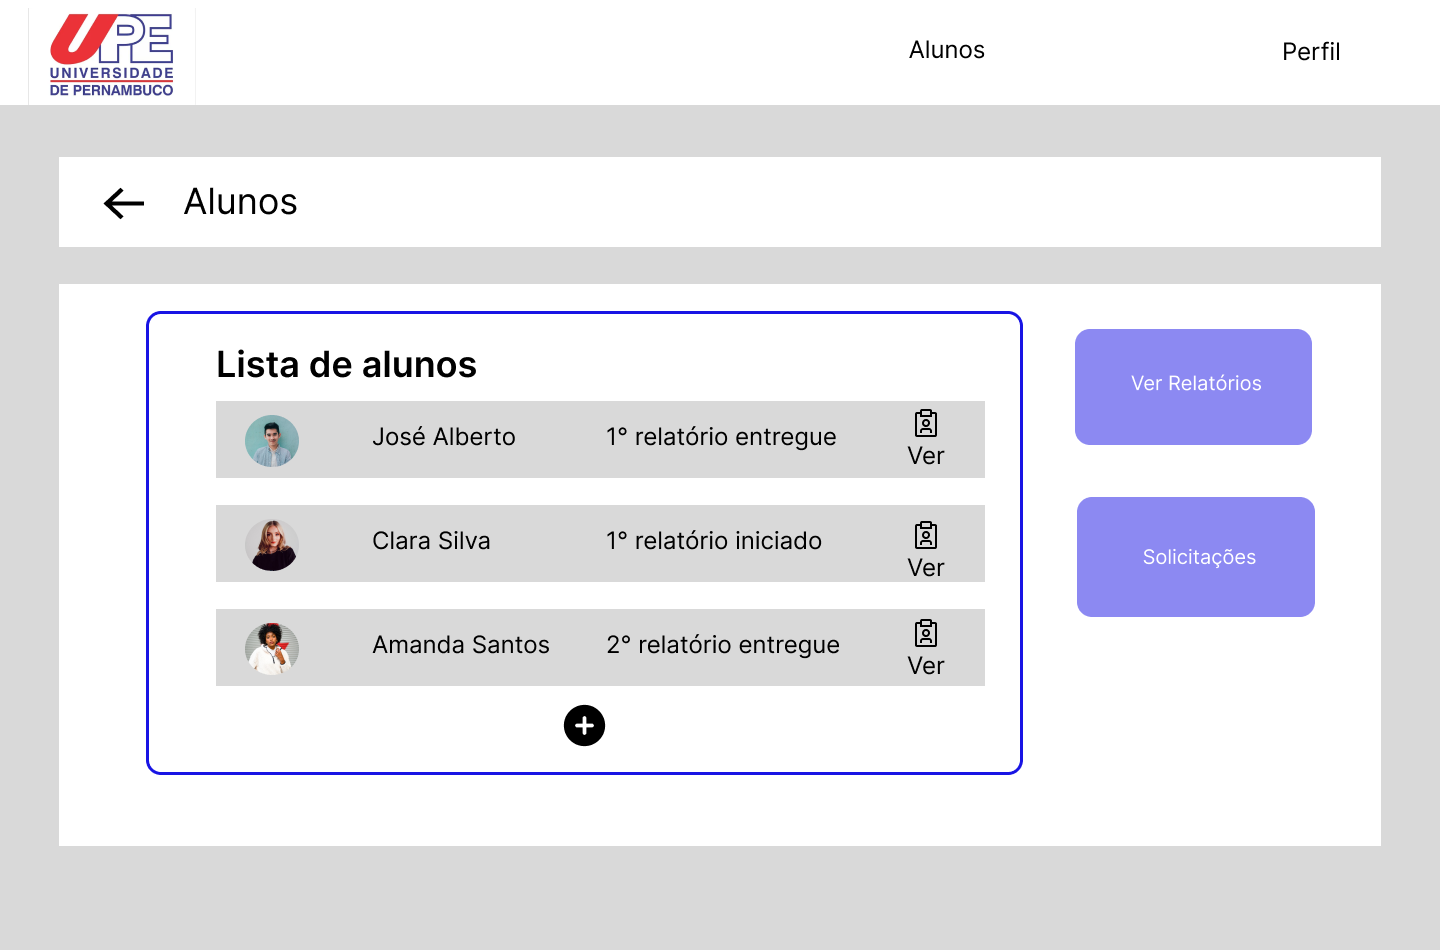 UPE
UNIVERSIDADE
DE PERNAMBUCO
Alunos
Perfil
Alunos
Lista de alunos
José Alberto
1° relatório entregue
Ver
Clara Silva
1° relatório iniciado
Ver
Amanda Santos
2° relatório entregue
Ver
Ver Relatórios
Solicitações